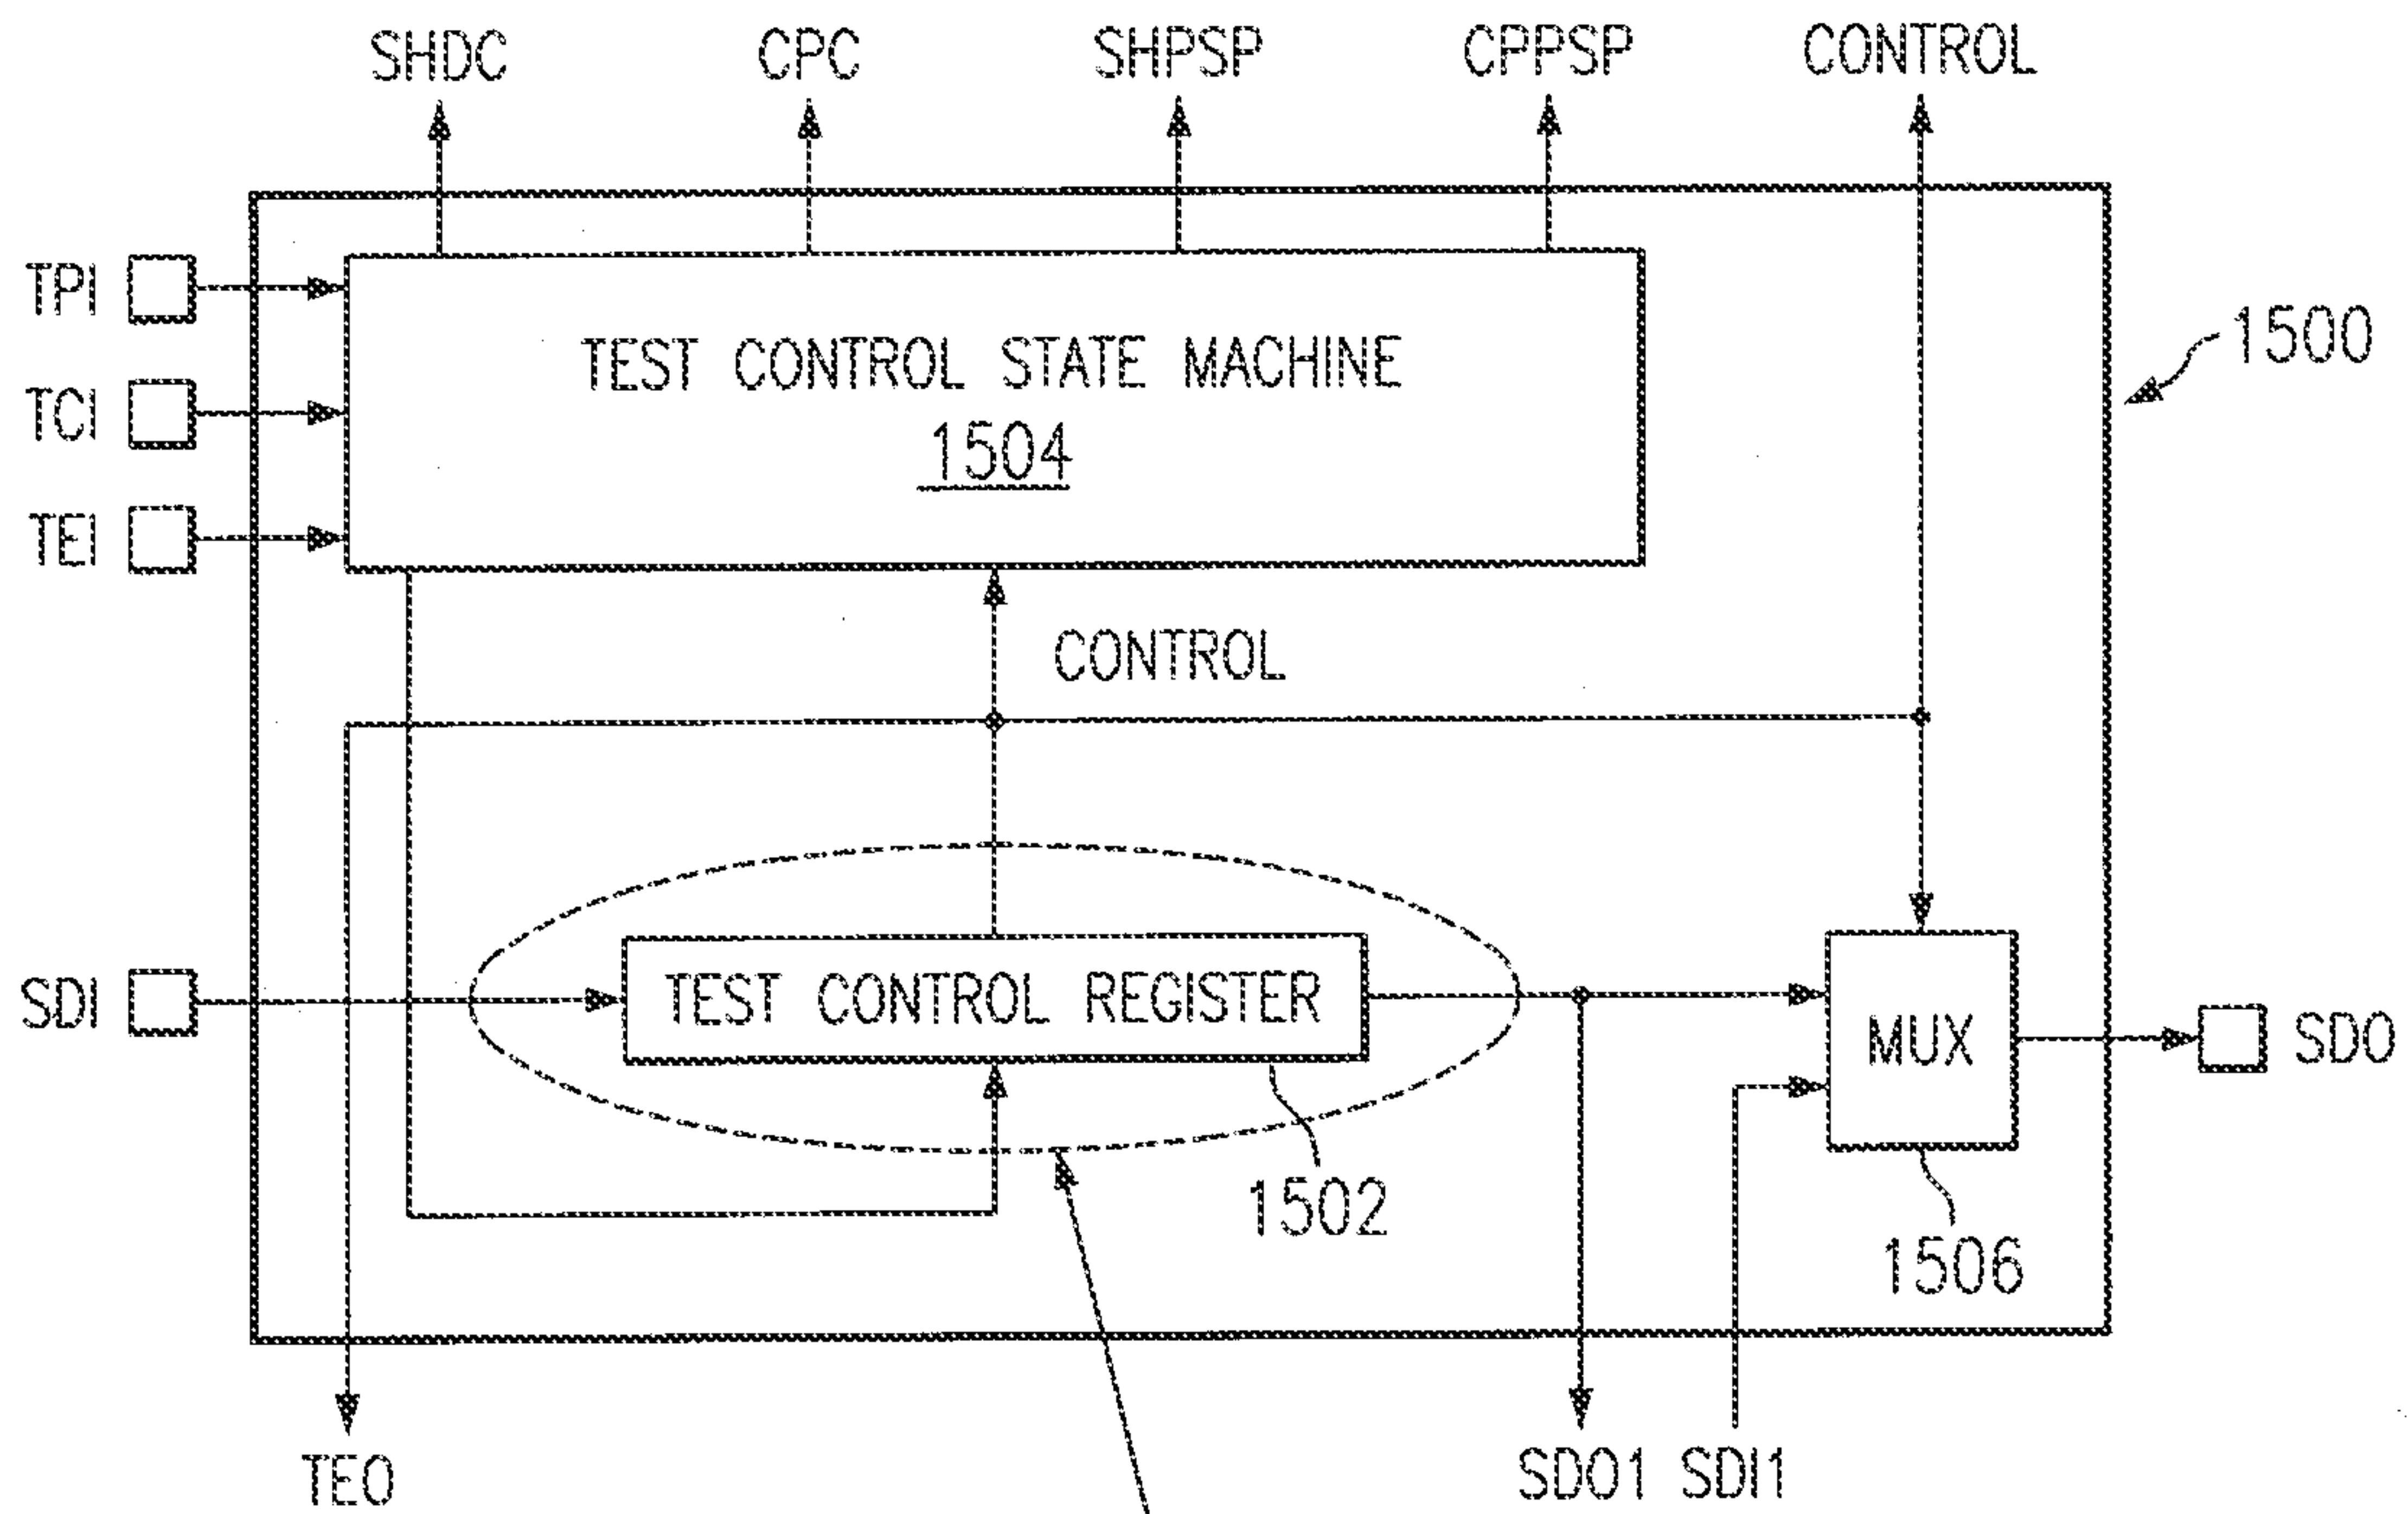 SHDC CPC SHPSP CPPSP CONTROL
TPI
TCI
TEI
TEST CONTROL STATE MACHINE
1504
1500
CONTROL
SDI
TEST CONTROL REGISTER
MUX
SDO
1502
1506
TEO
SDO1 SDI1